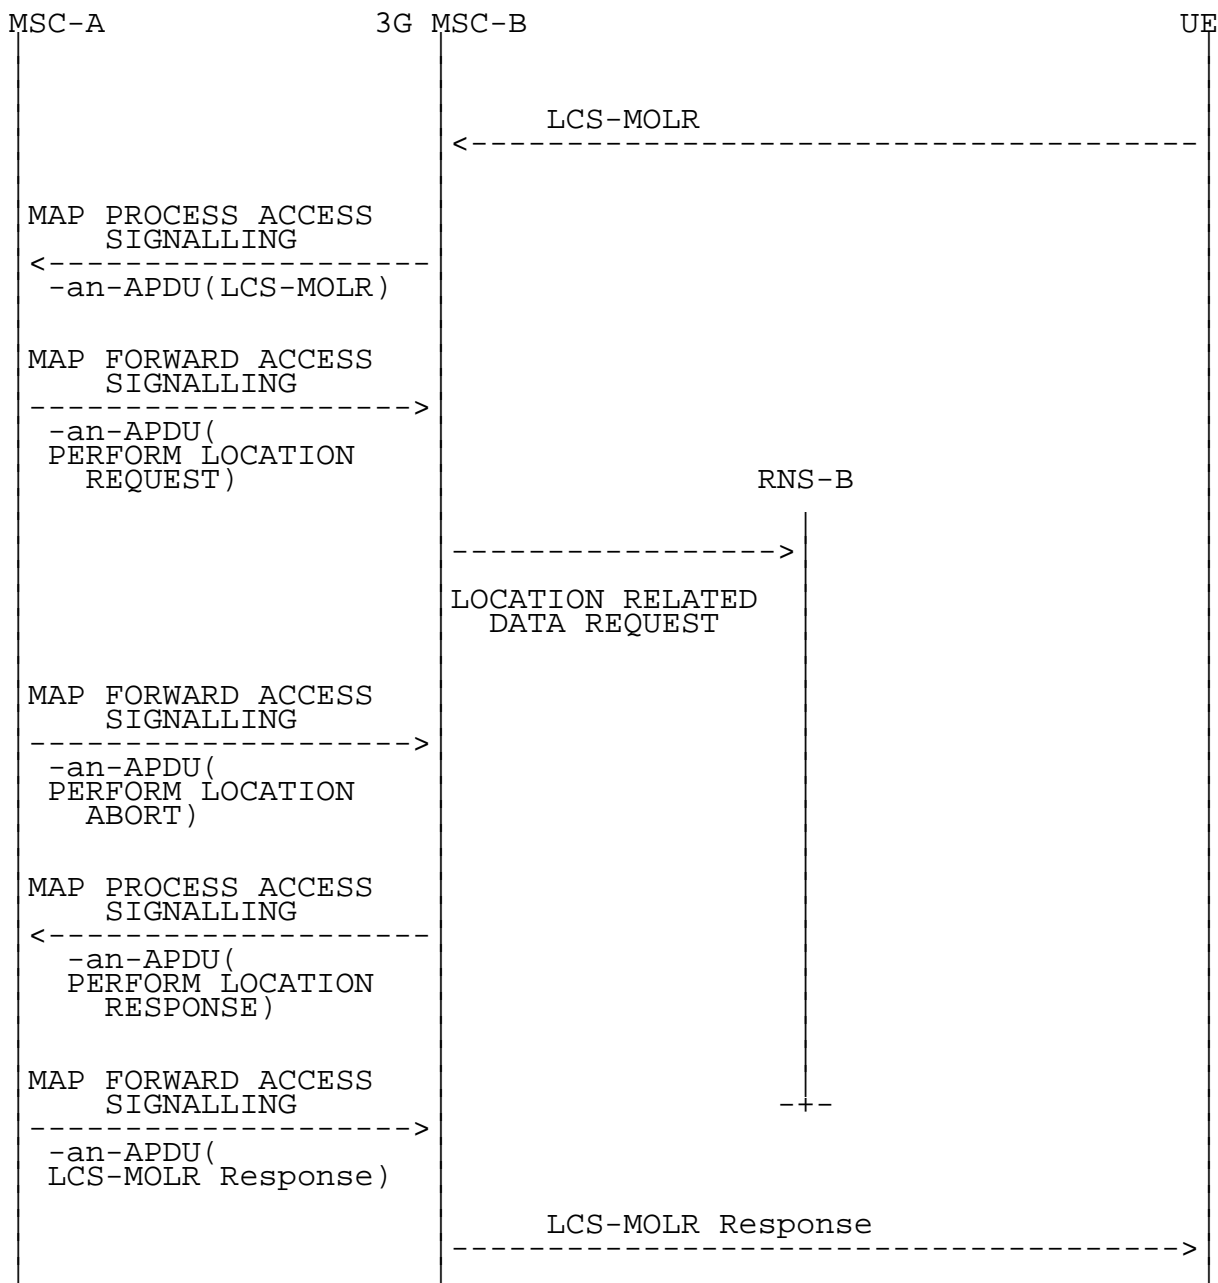 MSC-A 3G MSC-B UE
LCS-MOLR
MAP PROCESS ACCESS
SIGNALLING
-an-APDU(LCS-MOLR)
MAP FORWARD ACCESS
SIGNALLING
-an-APDU(
PERFORM LOCATION
REQUEST)
RNS-B
LOCATION RELATED
DATA REQUEST
MAP FORWARD ACCESS
SIGNALLING
-an-APDU(
PERFORM LOCATION
ABORT)
MAP PROCESS ACCESS
SIGNALLING
-an-APDU(
PERFORM LOCATION
RESPONSE)
MAP FORWARD ACCESS
SIGNALLING
-an-APDU(
LCS-MOLR Response)
LCS-MOLR Response